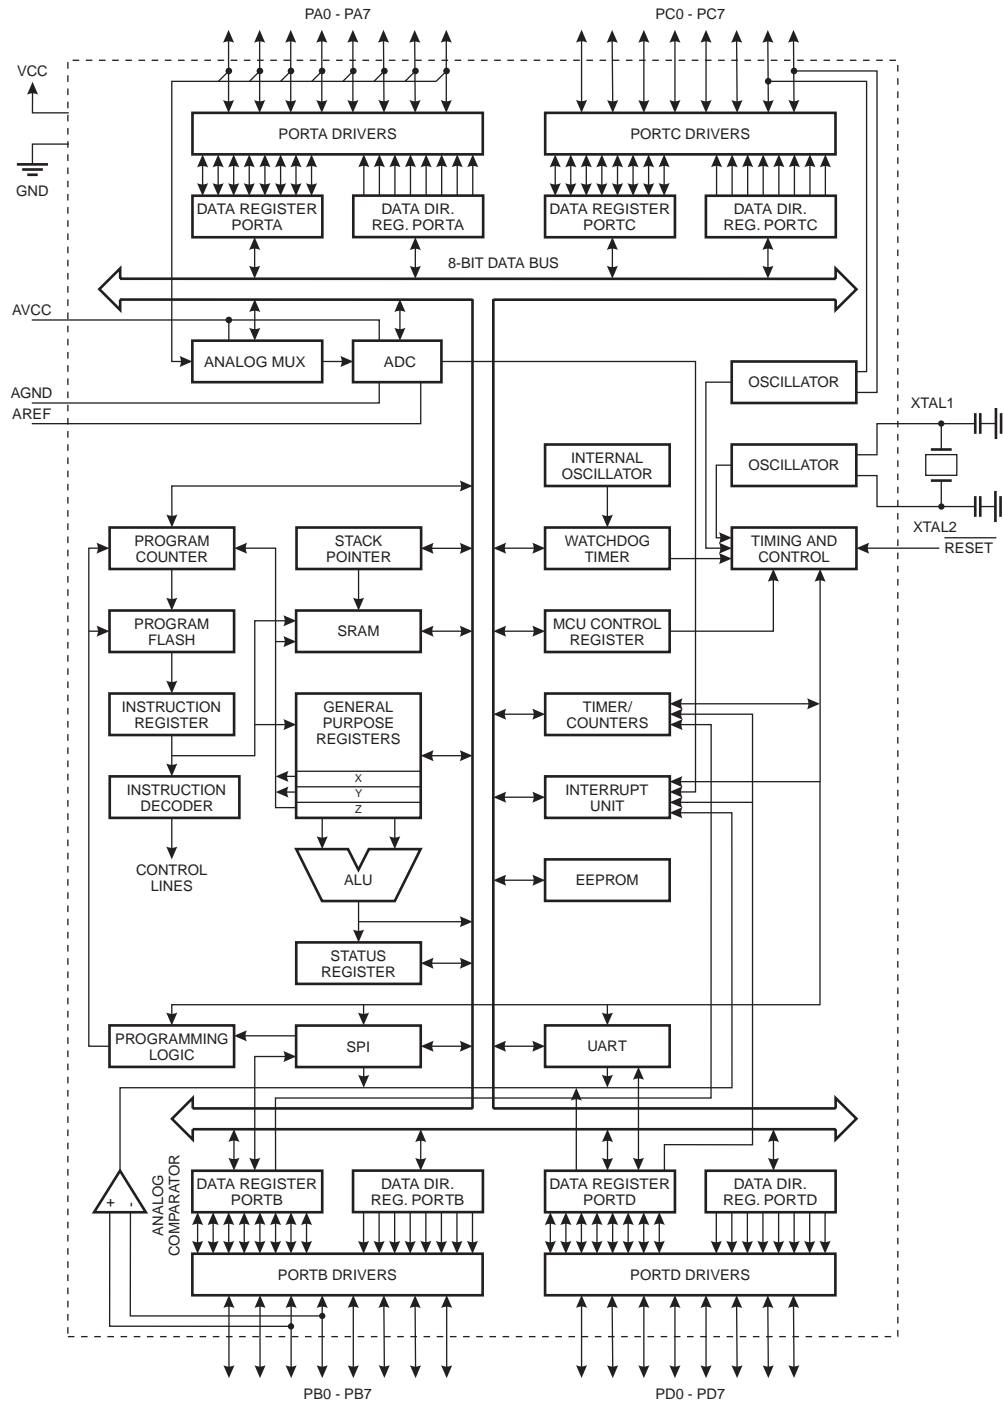 PA0 - PA7
PC0 - PC7
VCC
GND
PORTA DRIVERS
PORTC DRIVERS
DATA REGISTER
PORTA
DATA DIR.
REG. PORTA
DATA REGISTER
PORTC
DATA DIR.
REG. PORTC
8-BIT DATA BUS
AVCC
ANALOG MUX
ADC
AGND
AREF
OSCILLATOR
XTAL1
INTERNAL
OSCILLATOR
OSCILLATOR
XTAL2
PROGRAM
COUNTER
STACK
POINTER
WATCHDOG
TIMER
TIMING AND
CONTROL
RESET
PROGRAM
FLASH
SRAM
MCU CONTROL
REGISTER
INSTRUCTION
REGISTER
GENERAL
PURPOSE
REGISTERS
X
Y
Z
TIMER/
COUNTERS
INSTRUCTION
DECODER
INTERRUPT
UNIT
CONTROL
LINES
ALU
EEPROM
STATUS
REGISTER
PROGRAMMING
LOGIC
SPI
UART
ANALOG
COMPARATOR
+
-
DATA REGISTER
PORTB
DATA DIR.
REG. PORTB
DATA REGISTER
PORTD
DATA DIR.
REG. PORTD
PORTB DRIVERS
PORTD DRIVERS
PB0 - PB7
PD0 - PD7